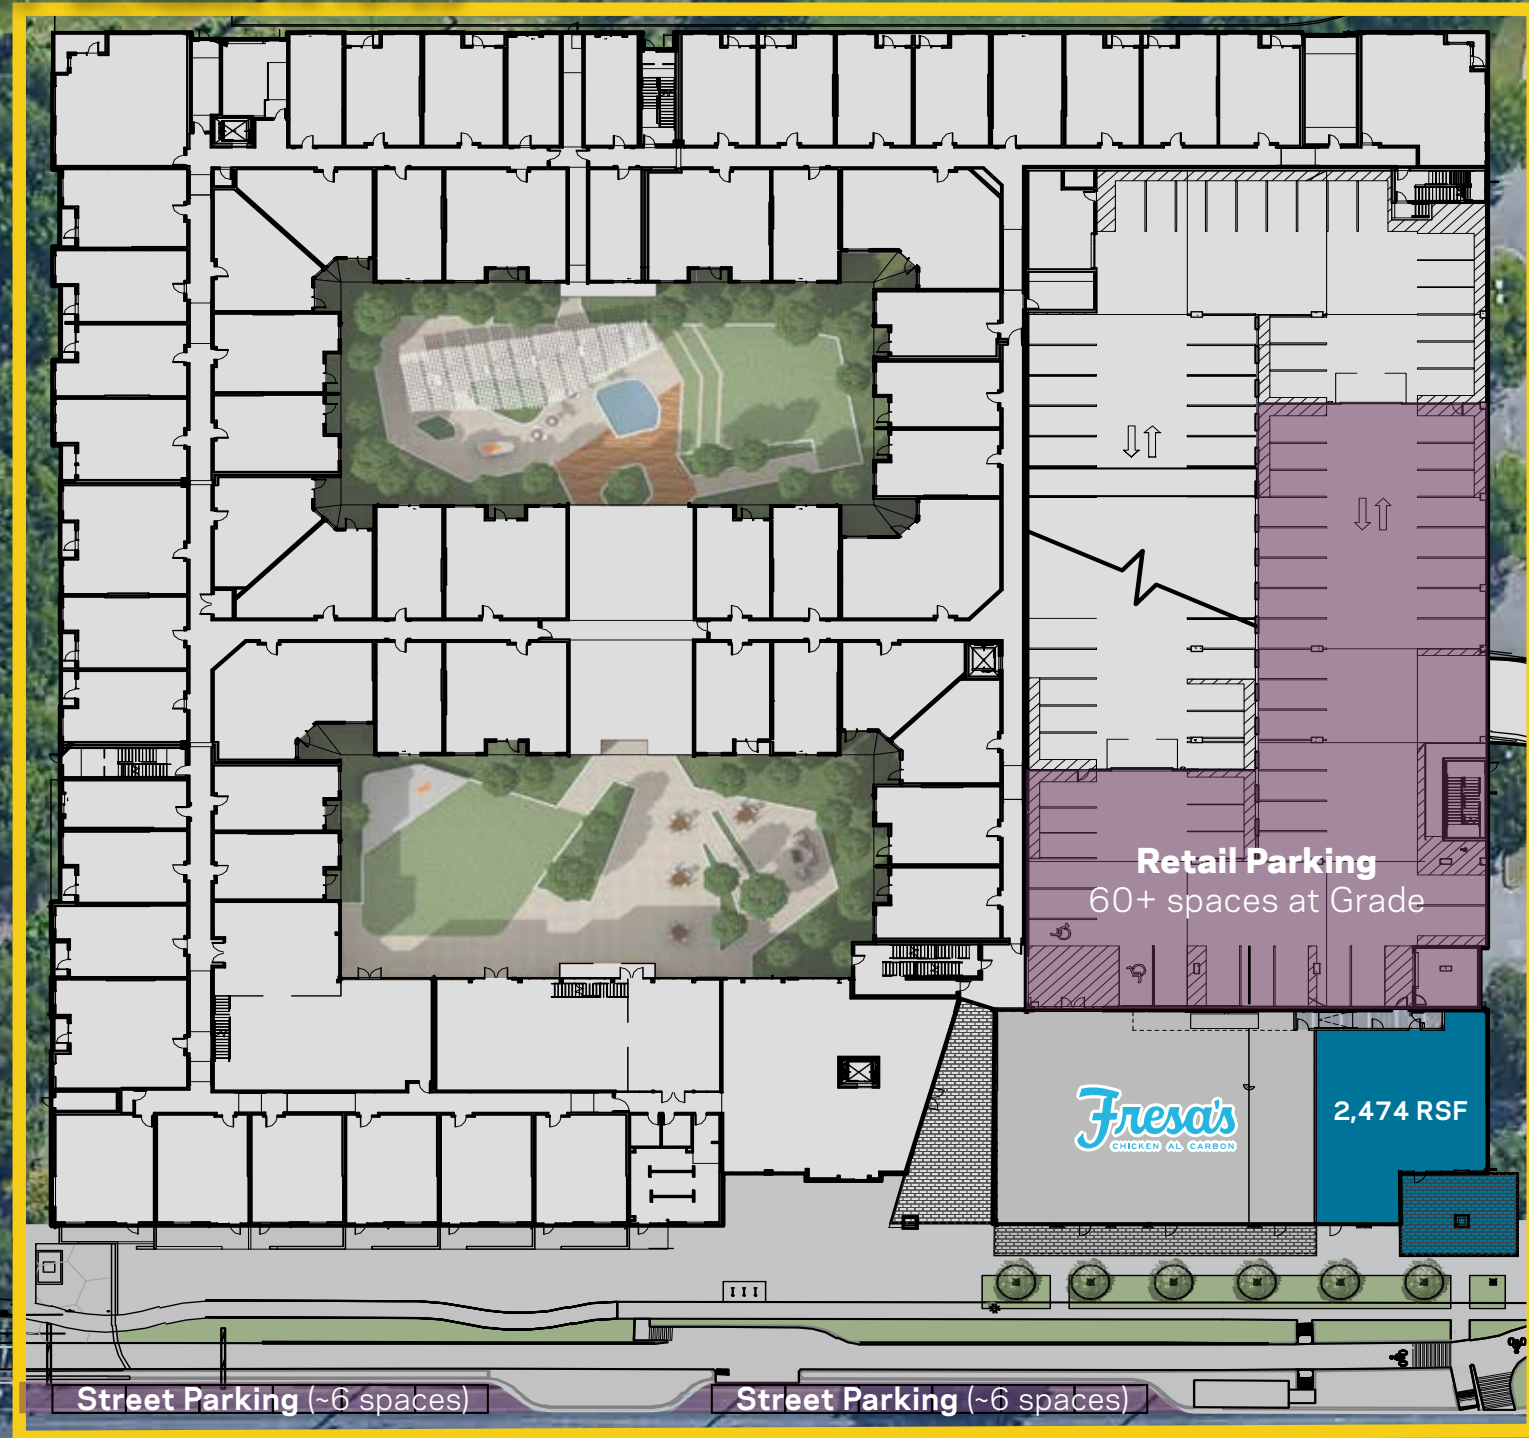 Retail Parking
60+ spaces at Grade
Fresa's
CHICKEN AL CARBON
2,474 RSF
Street Parking (~6 spaces)
Street Parking (~6 spaces)